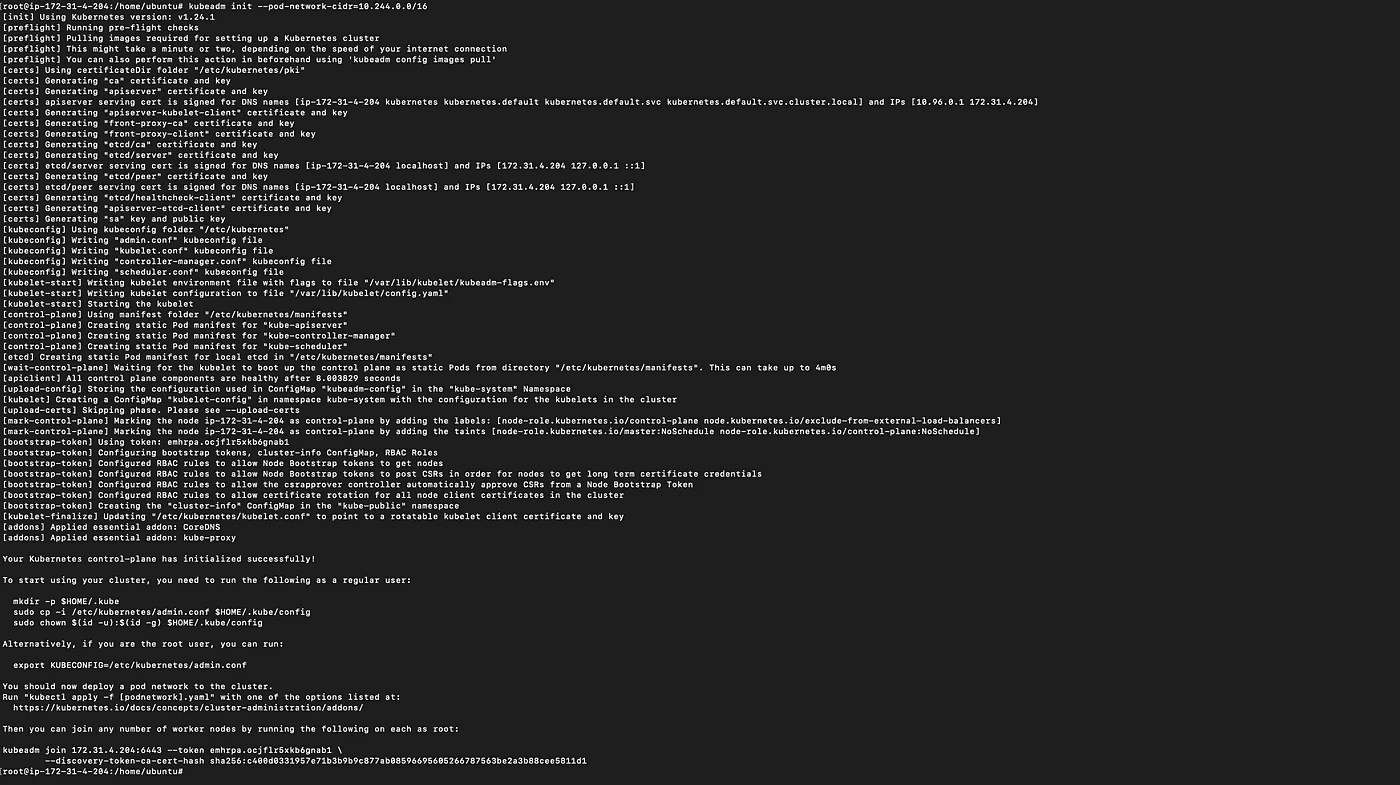 [root@ip-172-31-4-204:/home/ubuntu# kubeadm init --pod-network-cidr=10.244.0.0/16
[init] Using Kubernetes version: v1.24.1
[preflight] Running pre-flight checks
[preflight] Pulling images required for setting up a Kubernetes cluster
[preflight] This might take a minute or two, depending on the speed of your internet connection
[preflight] You can also perform this action in beforehand using 'kubeadm config images pull'
[certs] Using certificateDir folder "/etc/kubernetes/pki"
[certs] Generating "ca" certificate and key
[certs] Generating "apiserver" certificate and key
[certs] apiserver serving cert is signed for DNS names [ip-172-31-4-204 kubernetes kubernetes.default kubernetes.default.svc kubernetes.default.svc.cluster.local] and IPs [10.96.0.1 172.31.4.204]
[certs] Generating "apiserver-kubelet-client" certificate and key
[certs] Generating "front-proxy-ca" certificate and key
[certs] Generating "front-proxy-client" certificate and key
[certs] Generating "etcd/ca" certificate and key
[certs] Generating "etcd/server" certificate and key
[certs] etcd/server serving cert is signed for DNS names [ip-172-31-4-204 localhost] and IPs [172.31.4.204 127.0.0.1 ::1]
[certs] Generating "etcd/peer" certificate and key
[certs] etcd/peer serving cert is signed for DNS names [ip-172-31-4-204 localhost] and IPs [172.31.4.204 127.0.0.1 ::1]
[certs] Generating "etcd/healthcheck-client" certificate and key
[certs] Generating "apiserver-etcd-client" certificate and key
[certs] Generating "sa" key and public key
[kubeconfig] Using kubeconfig folder "/etc/kubernetes"
[kubeconfig] Writing "admin.conf" kubeconfig file
[kubeconfig] Writing "kubelet.conf" kubeconfig file
[kubeconfig] Writing "controller-manager.conf" kubeconfig file
[kubeconfig] Writing "scheduler.conf" kubeconfig file
[kubelet-start] Writing kubelet environment file with flags to file "/var/lib/kubelet/kubeadm-flags.env"
[kubelet-start] Writing kubelet configuration to file "/var/lib/kubelet/config.yaml"
[kubelet-start] Starting the kubelet
[control-plane] Using manifest folder "/etc/kubernetes/manifests"
[control-plane] Creating static Pod manifest for "kube-apiserver"
[control-plane] Creating static Pod manifest for "kube-controller-manager"
[control-plane] Creating static Pod manifest for "kube-scheduler"
[etcd] Creating static Pod manifest for local etcd in "/etc/kubernetes/manifests"
[wait-control-plane] Waiting for the kubelet to boot up the control plane as static Pods from directory "/etc/kubernetes/manifests". This can take up to 4m0s
[apiclient] All control plane components are healthy after 8.003829 seconds
[upload-config] Storing the configuration used in ConfigMap "kubeadm-config" in the "kube-system" Namespace
[kubelet] Creating a ConfigMap "kubelet-config" in namespace kube-system with the configuration for the kubelets in the cluster
[upload-certs] Skipping phase. Please see --upload-certs
[mark-control-plane] Marking the node ip-172-31-4-204 as control-plane by adding the labels: [node-role.kubernetes.io/control-plane node.kubernetes.io/exclude-from-external-load-balancers]
[mark-control-plane] Marking the node ip-172-31-4-204 as control-plane by adding the taints [node-role.kubernetes.io/master:NoSchedule node-role.kubernetes.io/control-plane:NoSchedule]
[bootstrap-token] Using token: emhrpa.ocjflr5xkb6gnab1
[bootstrap-token] Configuring bootstrap tokens, cluster-info ConfigMap, RBAC Roles
[bootstrap-token] Configured RBAC rules to allow Node Bootstrap tokens to get nodes
[bootstrap-token] Configured RBAC rules to allow Node Bootstrap tokens to post CSRs in order for nodes to get long term certificate credentials
[bootstrap-token] Configured RBAC rules to allow the csrapprover controller automatically approve CSRs from a Node Bootstrap Token
[bootstrap-token] Configured RBAC rules to allow certificate rotation for all node client certificates in the cluster
[bootstrap-token] Creating the "cluster-info" ConfigMap in the "kube-public" namespace
[kubelet-finalize] Updating "/etc/kubernetes/kubelet.conf" to point to a rotatable kubelet client certificate and key
[addons] Applied essential addon: CoreDNS
[addons] Applied essential addon: kube-proxy
Your Kubernetes control-plane has initialized successfully!
To start using your cluster, you need to run the following as a regular user:
mkdir -p $HOME/.kube
sudo cp -i /etc/kubernetes/admin.conf $HOME/.kube/config
sudo chown $(id -u):$(id -g) $HOME/.kube/config
Alternatively, if you are the root user, you can run:
export KUBECONFIG=/etc/kubernetes/admin.conf
You should now deploy a pod network to the cluster.
Run "kubectl apply -f [podnetwork].yaml" with one of the options listed at:
https://kubernetes.io/docs/concepts/cluster-administration/addons/
Then you can join any number of worker nodes by running the following on each as root:
kubeadm join 172.31.4.204:6443 --token emhrpa.ocjflr5xkb6gnab1 \
--discovery-token-ca-cert-hash sha256:c400d0331957e71b3b9b9c877ab08596695605266787563be2a3b88cee5811d1
[root@ip-172-31-4-204:/home/ubuntu#